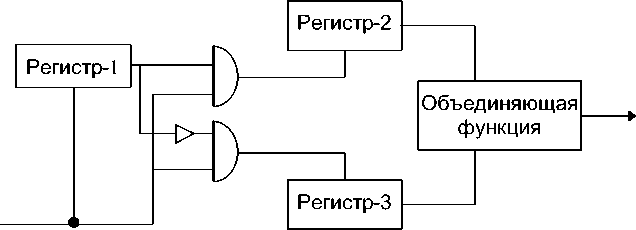 Регистр-2
Регистр-1
Объединяющая
функция
Регистр-3